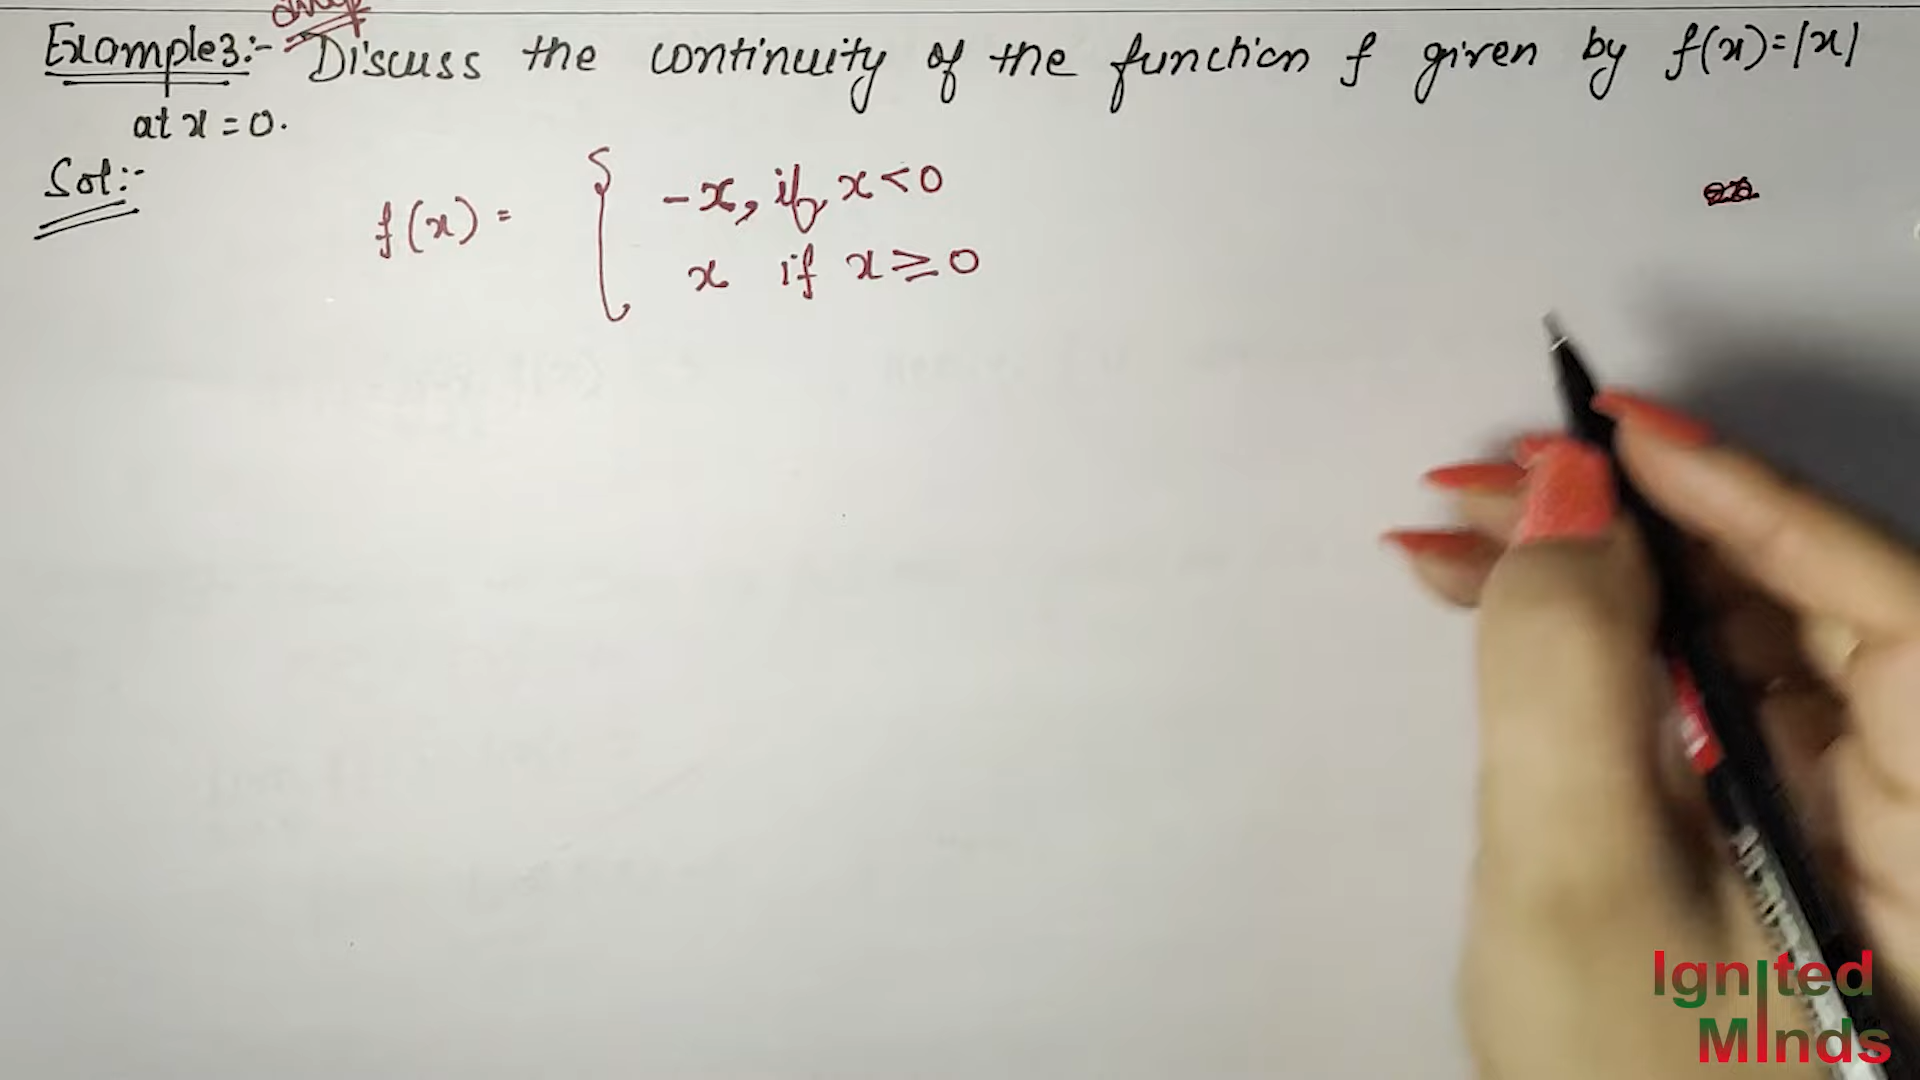 Example3:- Discuss the continuity of the function f given by f(x)=|x|
at x=0.
Sol:-
f(x) = { -x, if x<0
x if x≥0
Ignited
Minds